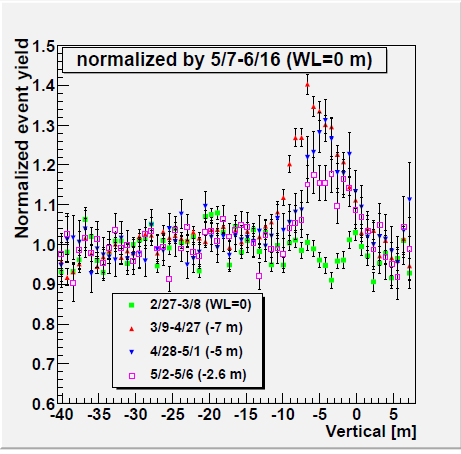 normalized by 5/7-6/16 (WL=0 m)
Normalized event yield
1.5
1.4
1.3
1.2
1.1
1.0
0.9
0.8
0.7
0.6
2/27-3/8 (WL=0)
3/9-4/27 (-7 m)
4/28-5/1 (-5 m)
5/2-5/6 (-2.6 m)
-40 -35 -30 -25 -20 -15 -10 -5 0 5
Vertical [m]